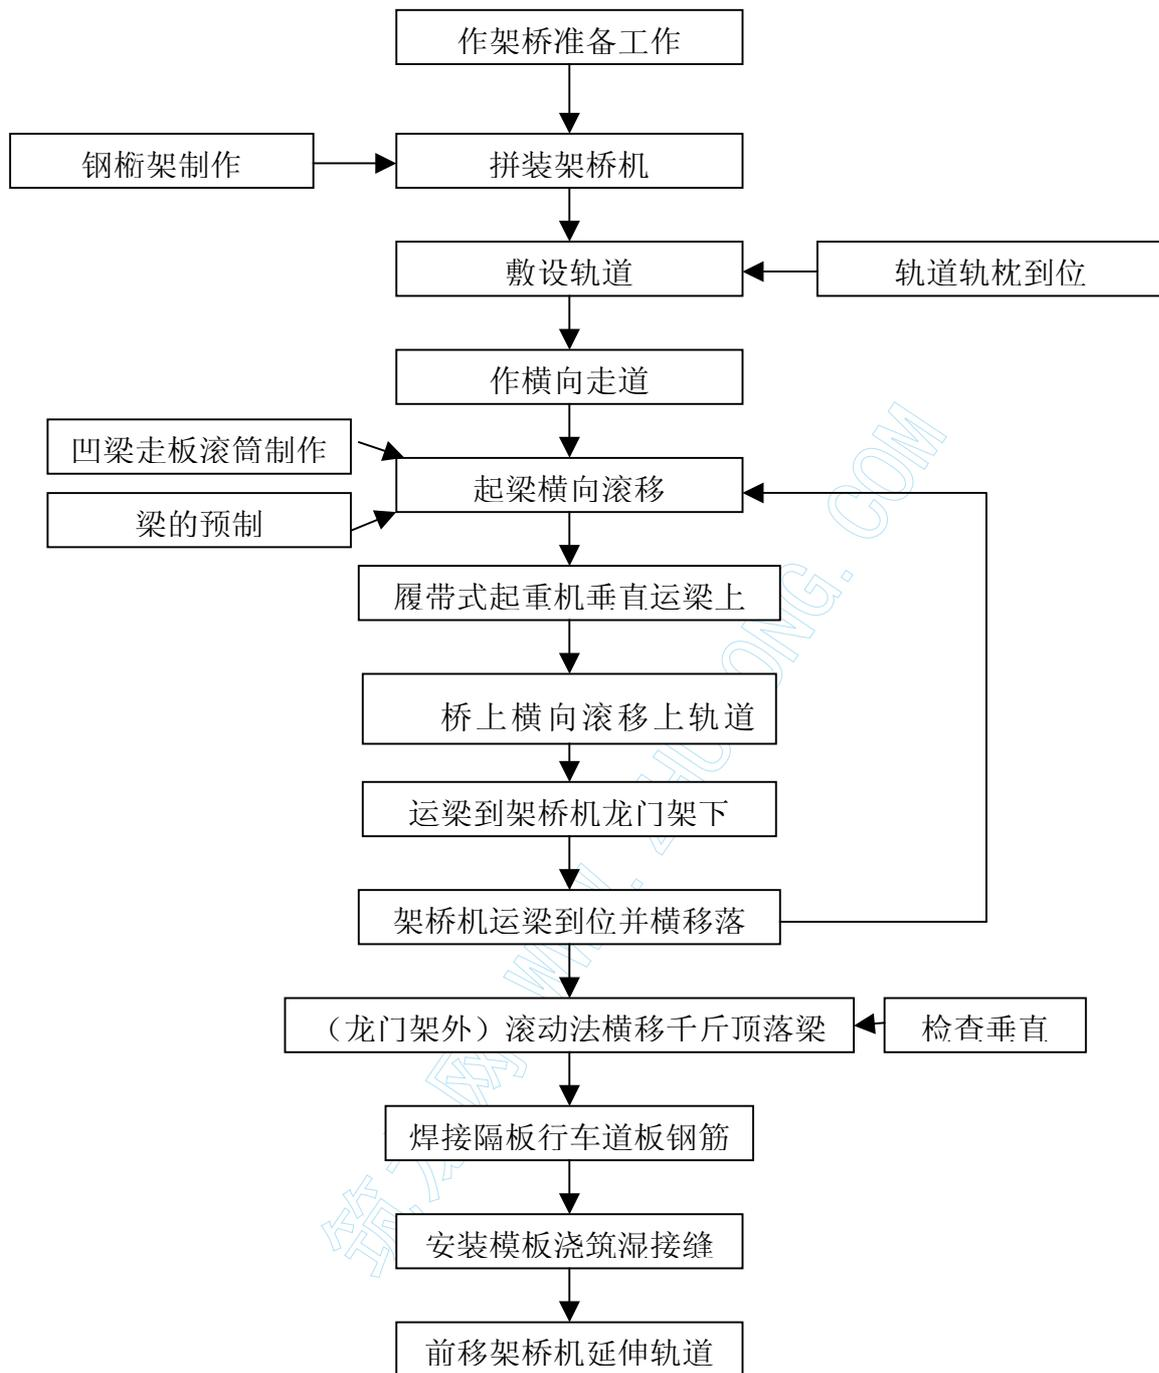 作架桥准备工作
钢桁架制作
拼装架桥机
敷设轨道
轨道轨枕到位
作横向走道
凹梁走板滚筒制作
起梁横向滚移
梁的预制
履带式起重机垂直运梁上
桥上横向滚移上轨道
运梁到架桥机龙门架下
架桥机运梁到位并横移落
（龙门架外）滚动法横移千斤顶落梁
检查垂直
焊接隔板行车道板钢筋
安装模板浇筑湿接缝
前移架桥机延伸轨道